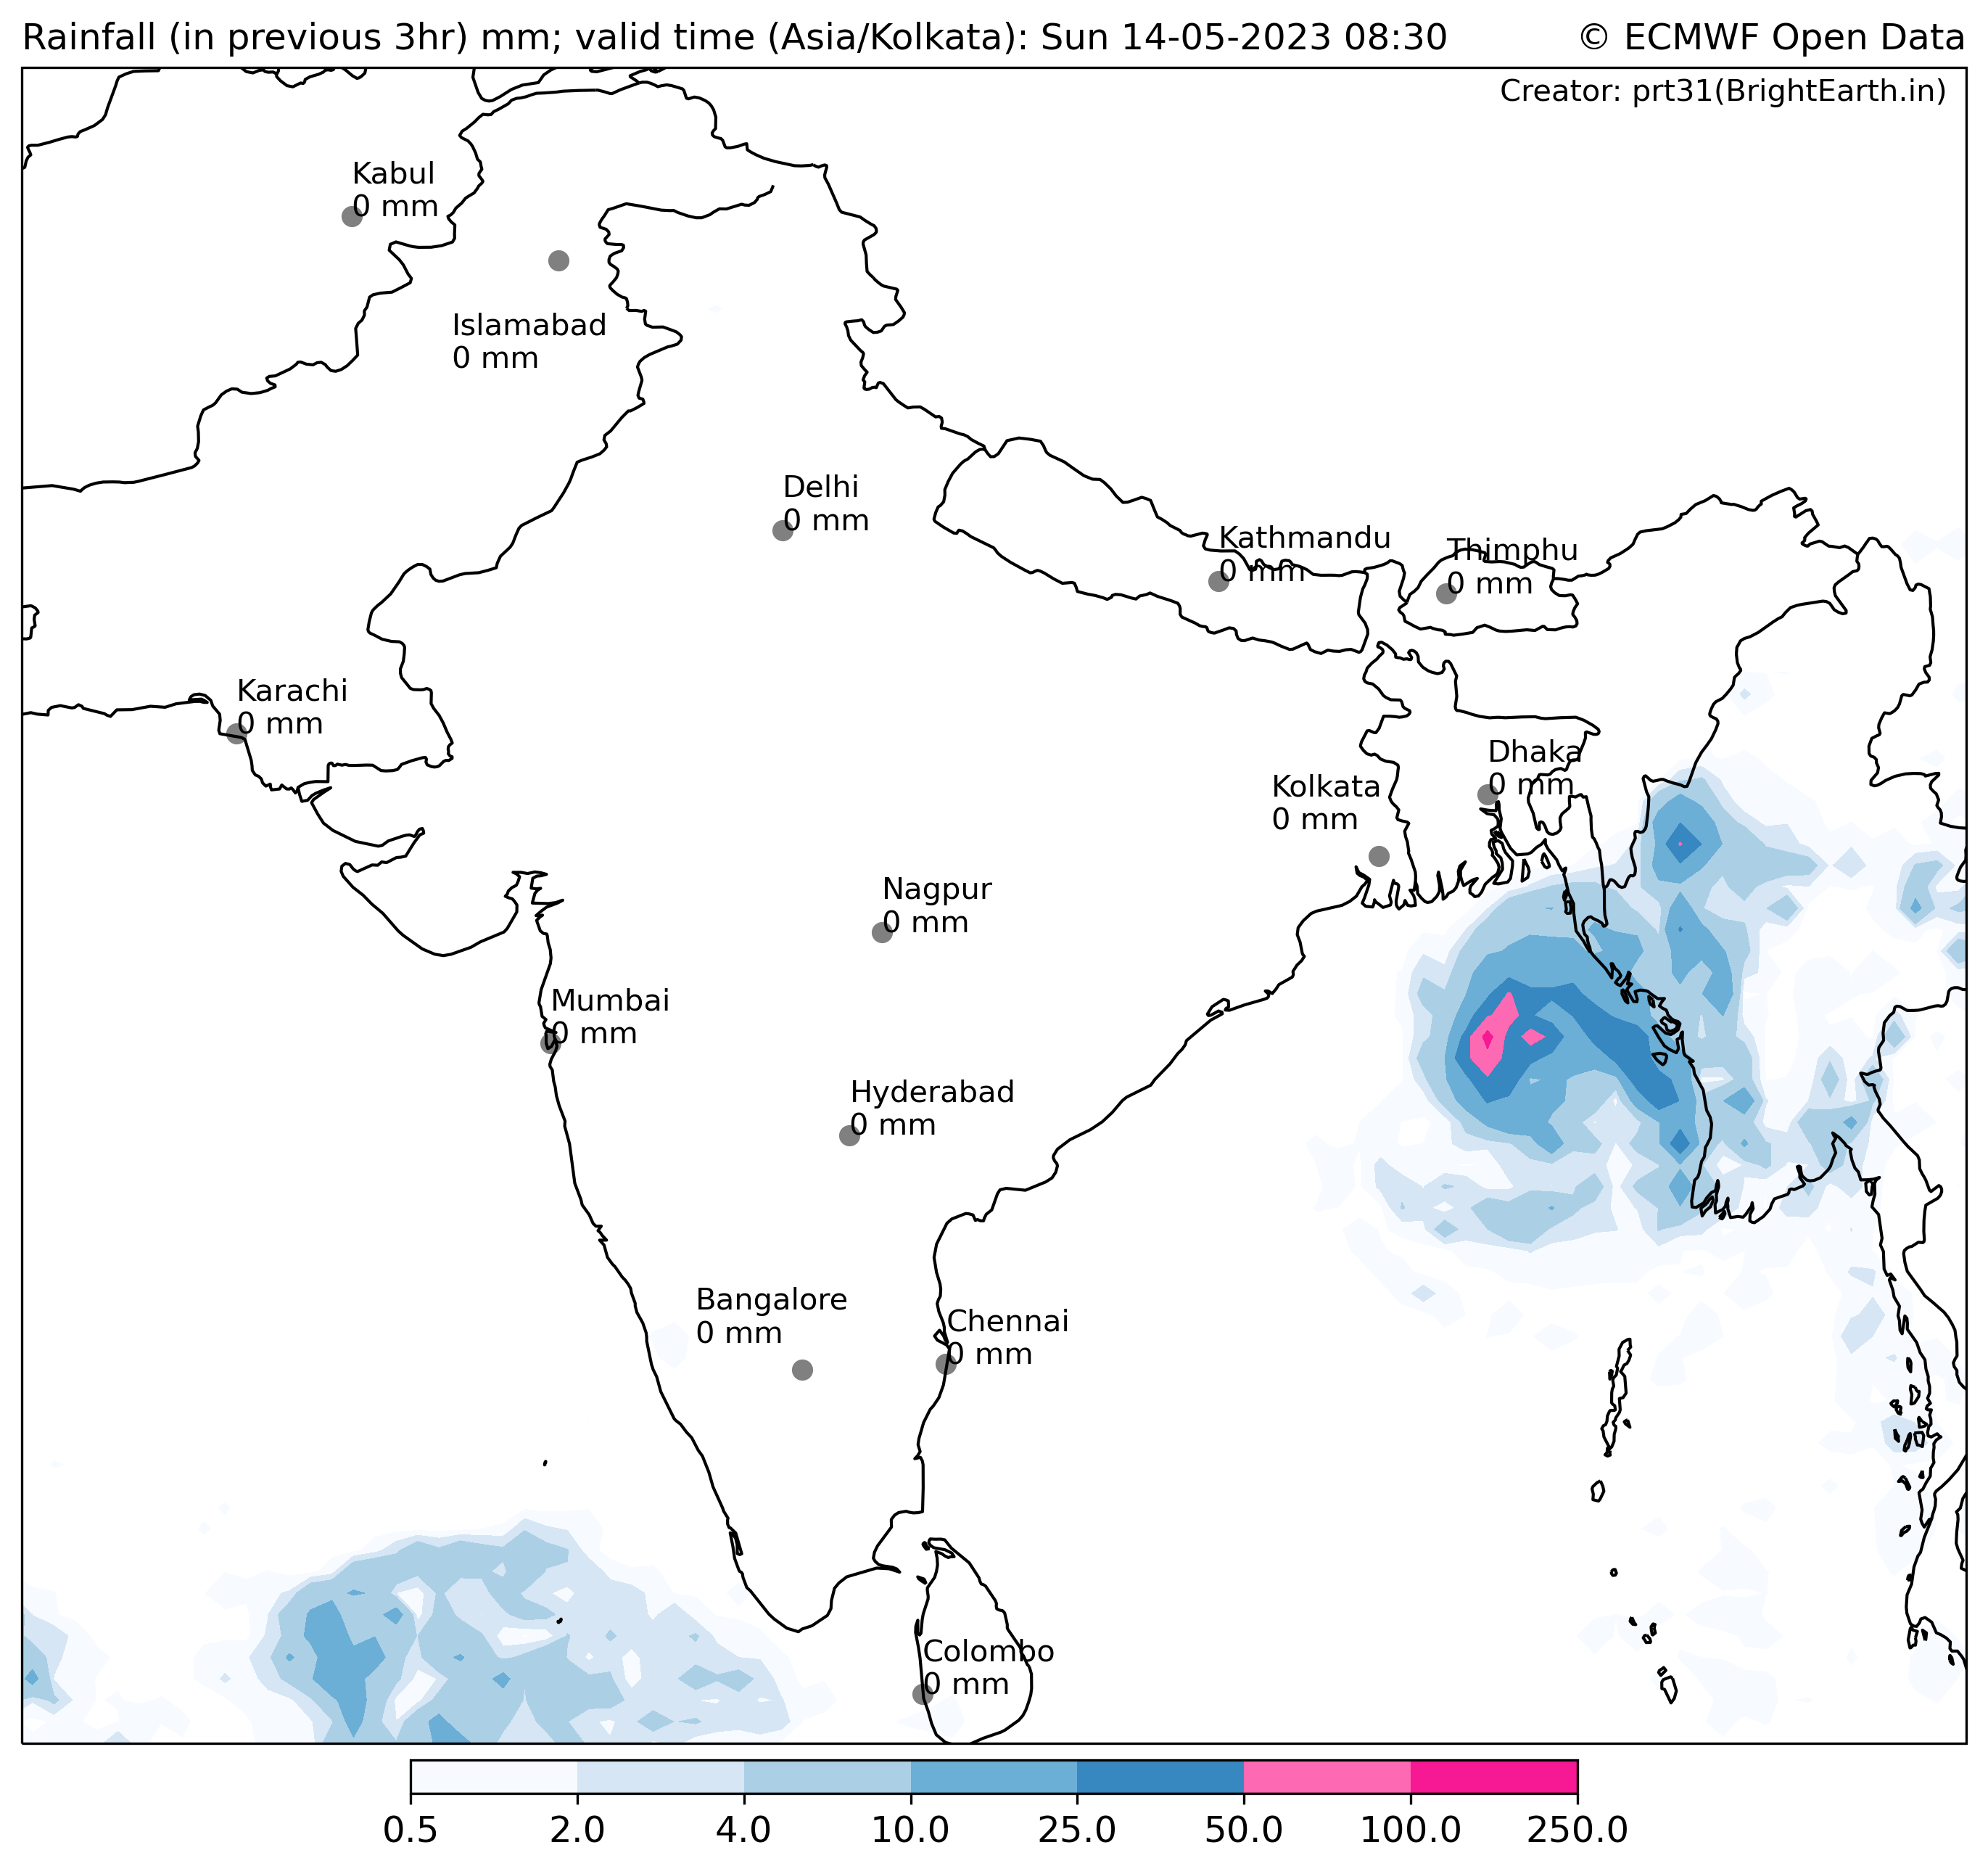 Rainfall (in previous 3hr) mm; valid time (Asia/Kolkata): Sun 14-05-2023 08:30 © ECMWF Open Data
Creator: prt31(BrightEarth.in)
Kabul
0 mm
Islamabad
0 mm
Delhi
0 mm
Kathmandu
0 mm
Thimphu
0 mm
Karachi
0 mm
Dhaka
0 mm
Kolkata
0 mm
Nagpur
0 mm
Mumbai
0 mm
Hyderabad
0 mm
Bangalore
0 mm
Chennai
0 mm
Colombo
0 mm
0.5 2.0 4.0 10.0 25.0 50.0 100.0 250.0